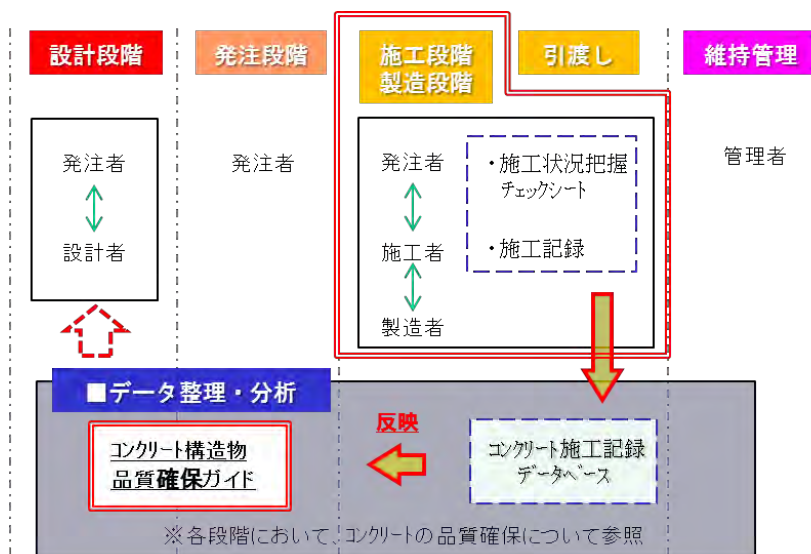 設計段階
発注段階
施工段階
製造段階
引渡し
維持管理
発注者
設計者
発注者
発注者
施工者
製造者
・施工状況把握
チェックシート
・施工記録
管理者
■データ整理・分析
コンクリート構造物
品質確保ガイド
反映
コンクリート施工記録
データベース
※各段階において、コンクリートの品質確保について参照